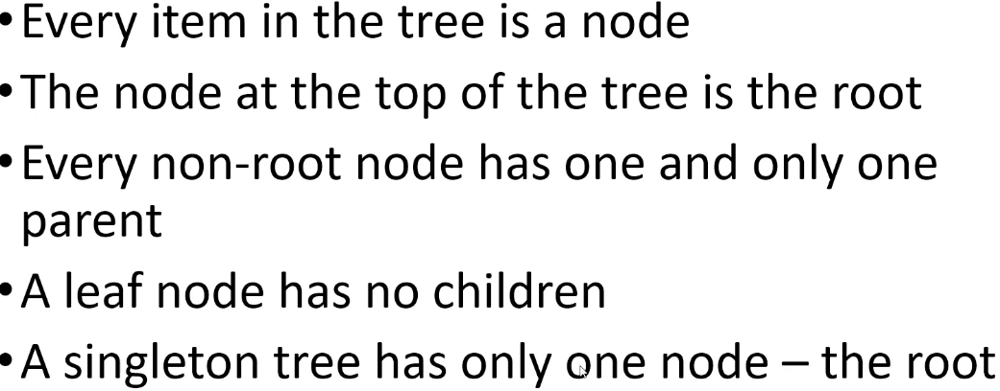 •Every item in the tree is a node
•The node at the top of the tree is the root
•Every non-root node has one and only one
parent
•A leaf node has no children
•A singleton tree has only one node – the root